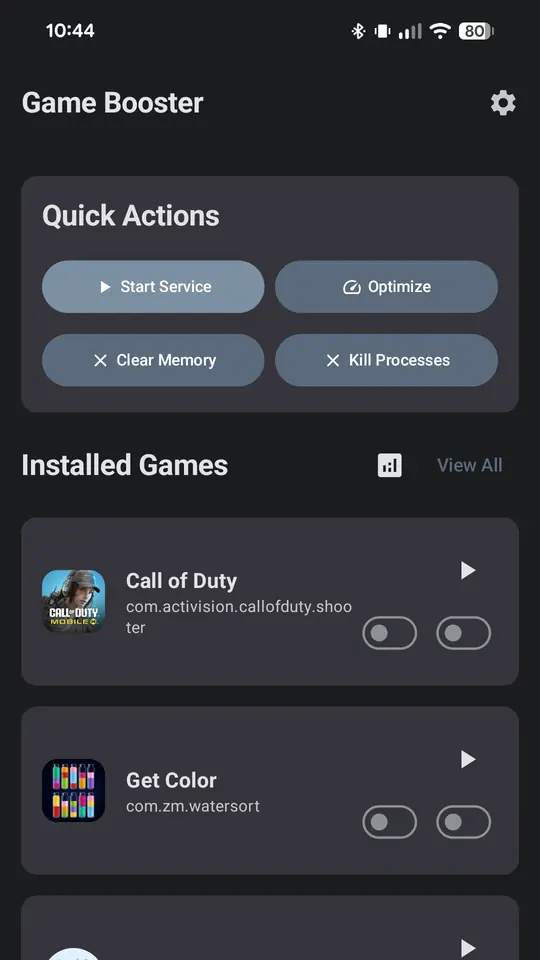 10:44
80
Game Booster
Quick Actions
Start Service
Optimize
Clear Memory
Kill Processes
Installed Games
View All
CALL OF DUTY
MOBILE
Call of Duty
com.activision.callofduty.shoo
ter
Get Color
com.zm.watersort